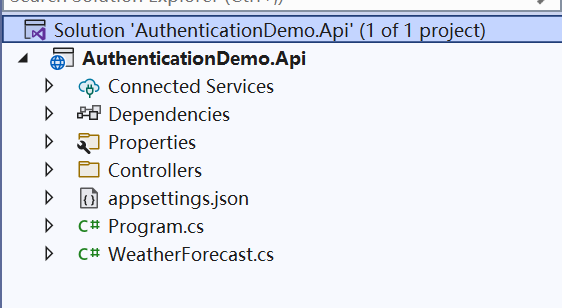 Search Solution Explorer (Ctrl+;)
Solution 'AuthenticationDemo.Api' (1 of 1 project)
AuthenticationDemo.Api
Connected Services
Dependencies
Properties
Controllers
appsettings.json
C# Program.cs
C# WeatherForecast.cs